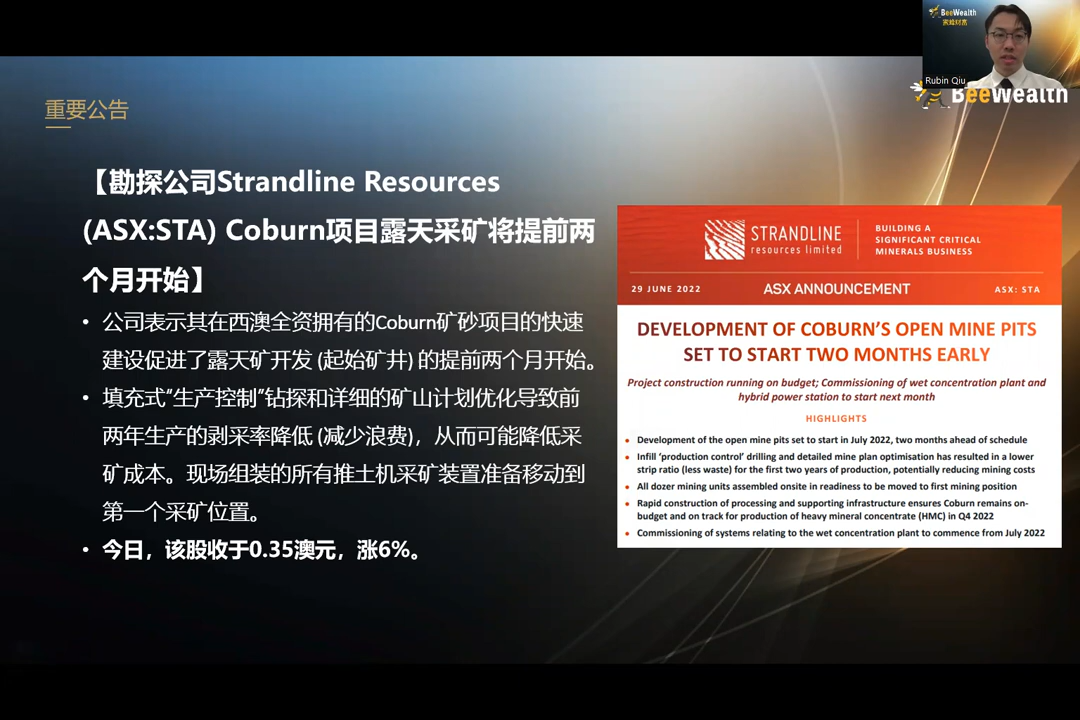 BeeWealth
蜜蜂财富
Rubin Qiu
BeeWealth
重要公告
【勘探公司Strandline Resources
(ASX:STA) Coburn项目露天采矿将提前两
个月开始】
• 公司表示其在西澳全资拥有的Coburn矿砂项目的快速
建设促进了露天矿开发 (起始矿井) 的提前两个月开始。
• 填充式“生产控制”钻探和详细的矿山计划优化导致前
两年生产的剥采率降低 (减少浪费)，从而可能降低采
矿成本。现场组装的所有推土机采矿装置准备移动到
第一个采矿位置。
• 今日，该股收于0.35澳元，涨6%。
STRANDLINE
resources limited
BUILDING A
SIGNIFICANT CRITICAL
MINERALS BUSINESS
29 JUNE 2022
ASX ANNOUNCEMENT
ASX: STA
DEVELOPMENT OF COBURN’S OPEN MINE PITS
SET TO START TWO MONTHS EARLY
Project construction running on budget; Commissioning of wet concentration plant and
hybrid power station to start next month
HIGHLIGHTS
• Development of the open mine pits set to start in July 2022, two months ahead of schedule
• Infill ‘production control’ drilling and detailed mine plan optimisation has resulted in a lower
strip ratio (less waste) for the first two years of production, potentially reducing mining costs
• All dozer mining units assembled onsite in readiness to be moved to first mining position
• Rapid construction of processing and supporting infrastructure ensures Coburn remains on-
budget and on track for production of heavy mineral concentrate (HMC) in Q4 2022
• Commissioning of systems relating to the wet concentration plant to commence from July 2022